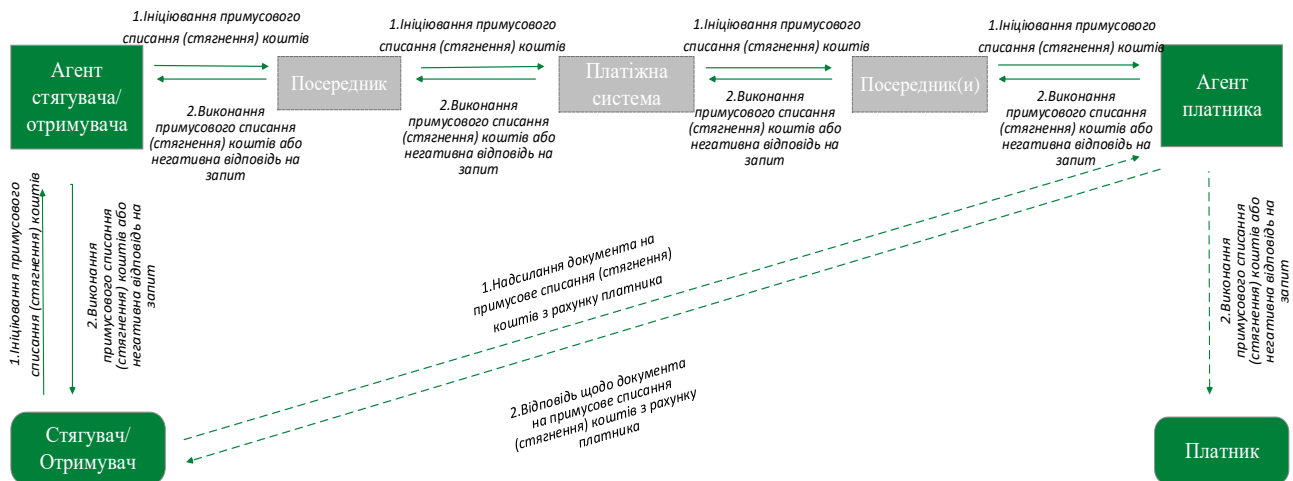 1.Ініціювання примусового
списання (стягнення) коштів
1.Ініціювання примусового
списання (стягнення) коштів
1.Ініціювання примусового
списання (стягнення) коштів
1.Ініціювання примусового
списання (стягнення) коштів
Агент
стягувача/
отримувача
Посередник
Платіжна
система
Посередник(и)
Агент
платника
2.Виконання
примусового списання
(стягнення) коштів або
негативна відповідь на
запит
2.Виконання
примусового списання
(стягнення) коштів або
негативна відповідь на
запит
2.Виконання
примусового списання
(стягнення) коштів або
негативна відповідь на
запит
2.Виконання
примусового списання
(стягнення) коштів або
негативна відповідь на
запит
1.Ініціювання примусового
списання (стягнення) коштів
2.Виконання
примусового списання
(стягнення) коштів або
негативна відповідь на
запит
1.Надсилання документа на
примусове списання (стягнення)
коштів з рахунку платника
2.Відповідь щодо документа
на примусове списання
(стягнення) коштів з рахунку
платника
2.Виконання
примусового списання
(стягнення) коштів або
негативна відповідь на
запит
Стягувач/
Отримувач
Платник